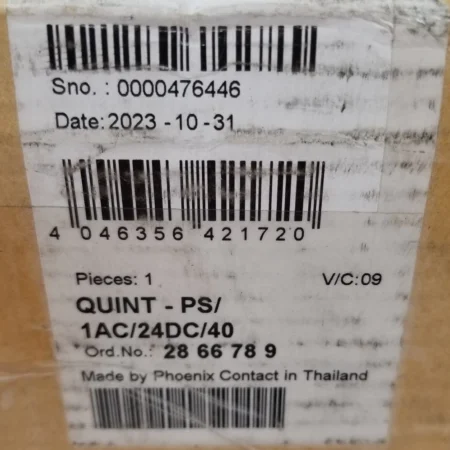 Sno. : 0000476446
Date: 2023 - 10 - 31
4 046356 421720
Pieces: 1 V/C: 09
QUINT - PS/
1AC/24DC/40
Ord.No.: 28 66 78 9
Made by Phoenix Contact in Thailand